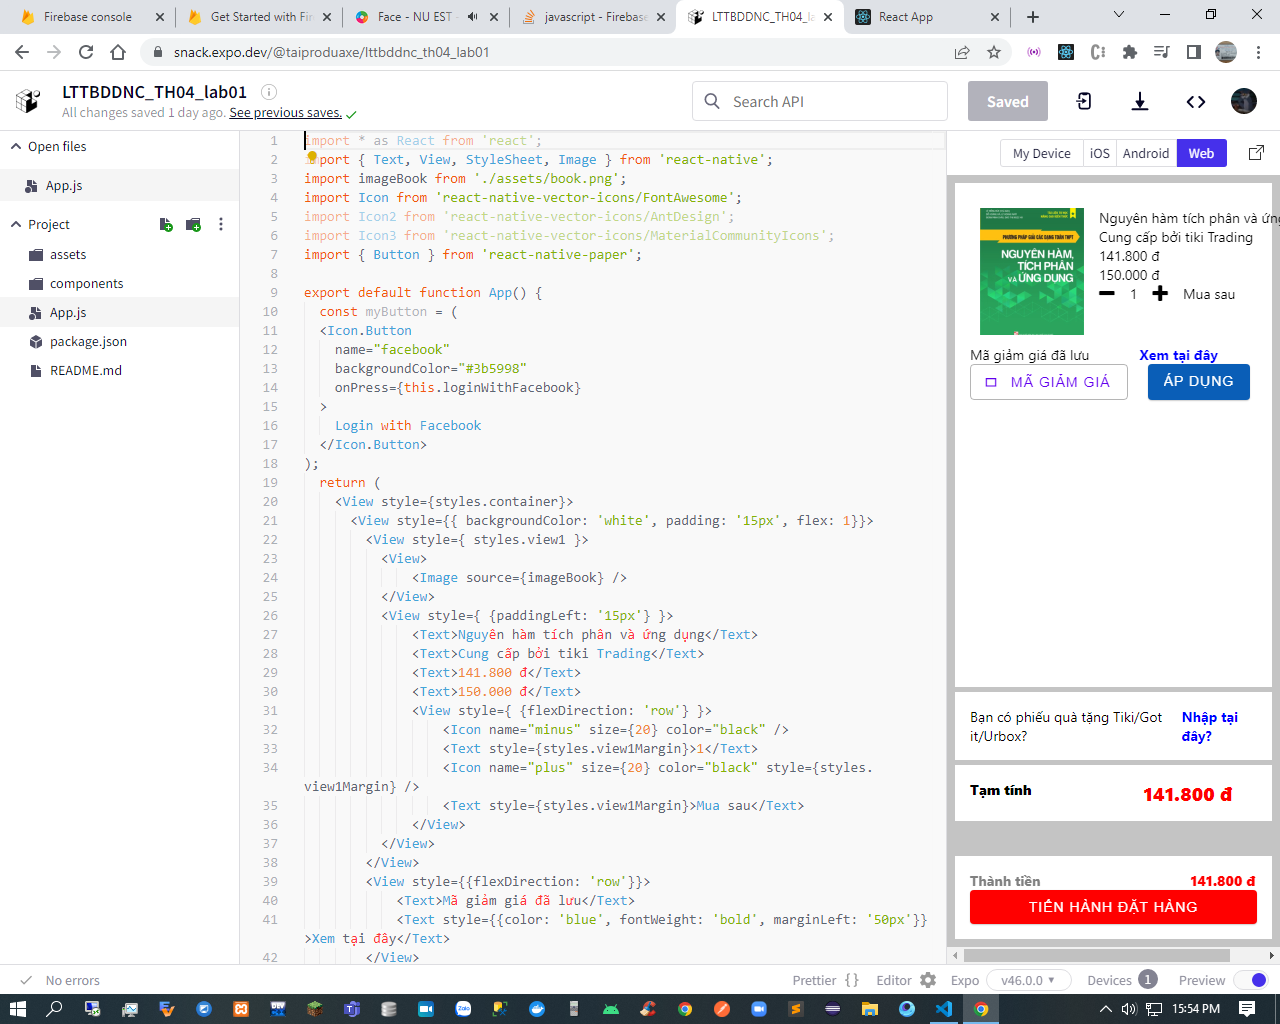 Firebase console
Get Started with Fir
Face - NU EST -
javascript - Firebase
LTTBDDNC_TH04_la
React App
snack.expo.dev/@taiproduaxe/lttbddnc_th04_lab01
LTTBDDNC_TH04_lab01
All changes saved 1 day ago. See previous saves.
Search API
Saved
Open files
App.js
Project
assets
components
App.js
package.json
README.md
1 import * as React from 'react';
2 import { Text, View, StyleSheet, Image } from 'react-native';
3 import imageBook from './assets/book.png';
4 import Icon from 'react-native-vector-icons/FontAwesome';
5 import Icon2 from 'react-native-vector-icons/AntDesign';
6 import Icon3 from 'react-native-vector-icons/MaterialCommunityIcons';
7 import { Button } from 'react-native-paper';
8
9 export default function App() {
10 const myButton = (
11 <Icon.Button
12 name="facebook"
13 backgroundColor="#3b5998"
14 onPress={this.loginWithFacebook}
15 >
16 Login with Facebook
17 </Icon.Button>
18 );
19 return (
20 <View style={styles.container}>
21 <View style={{ backgroundColor: 'white', padding: '15px', flex: 1}}>
22 <View style={ styles.view1 }>
23 <View>
24 <Image source={imageBook} />
25 </View>
26 <View style={ {paddingLeft: '15px'} }>
27 <Text>Nguyên hàm tích phân và ứng dụng</Text>
28 <Text>Cung cấp bởi tiki Trading</Text>
29 <Text>141.800 đ</Text>
30 <Text>150.000 đ</Text>
31 <View style={ {flexDirection: 'row'} }>
32 <Icon name="minus" size={20} color="black" />
33 <Text style={styles.view1Margin}>1</Text>
34 <Icon name="plus" size={20} color="black" style={styles.
view1Margin} />
35 <Text style={styles.view1Margin}>Mua sau</Text>
36 </View>
37 </View>
38 </View>
39 <View style={{flexDirection: 'row'}}>
40 <Text>Mã giảm giá đã lưu</Text>
41 <Text style={{color: 'blue', fontWeight: 'bold', marginLeft: '50px'}}
>Xem tại đây</Text>
42 </View>
My Device
iOS
Android
Web
PHƯƠNG PHÁP GIẢI CÁC DẠNG TOÁN THPT
NGUYÊN HÀM,
TÍCH PHÂN
VÀ ỨNG DỤNG
Nguyên hàm tích phân và ứng
Cung cấp bởi tiki Trading
141.800 đ
150.000 đ
1 Mua sau
Mã giảm giá đã lưu Xem tại đây
MÃ GIẢM GIÁ
ÁP DỤNG
Bạn có phiếu quà tặng Tiki/Got
it/Urbox?
Nhập tại
đây?
Tạm tính 141.800 đ
Thành tiền 141.800 đ
TIẾN HÀNH ĐẶT HÀNG
No errors
Prettier { }
Editor
Expo
v46.0.0
Devices 1
Preview
Zalo
15:54 PM